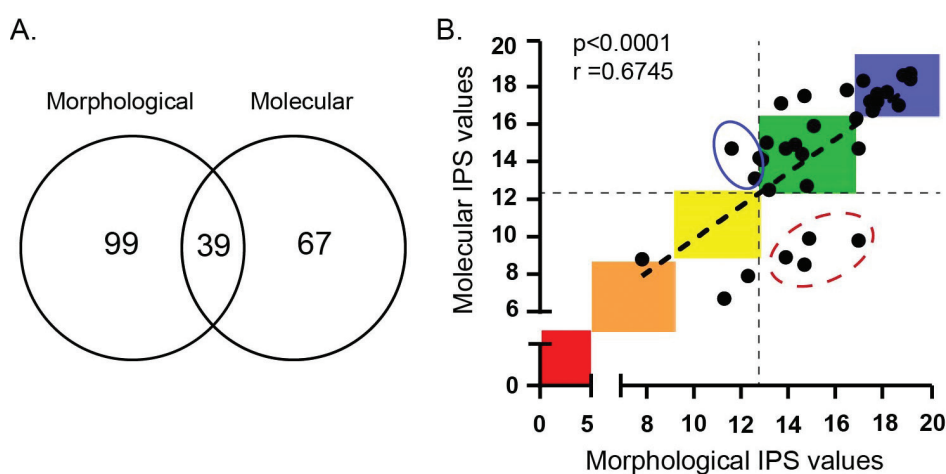 A.
Morphological Molecular
99 39 67
B.
p<0.0001
r =0.6745
Molecular IPS values
20
18
16
14
12
10
8
6
0
0 5 8 10 12 14 16 18 20
Morphological IPS values